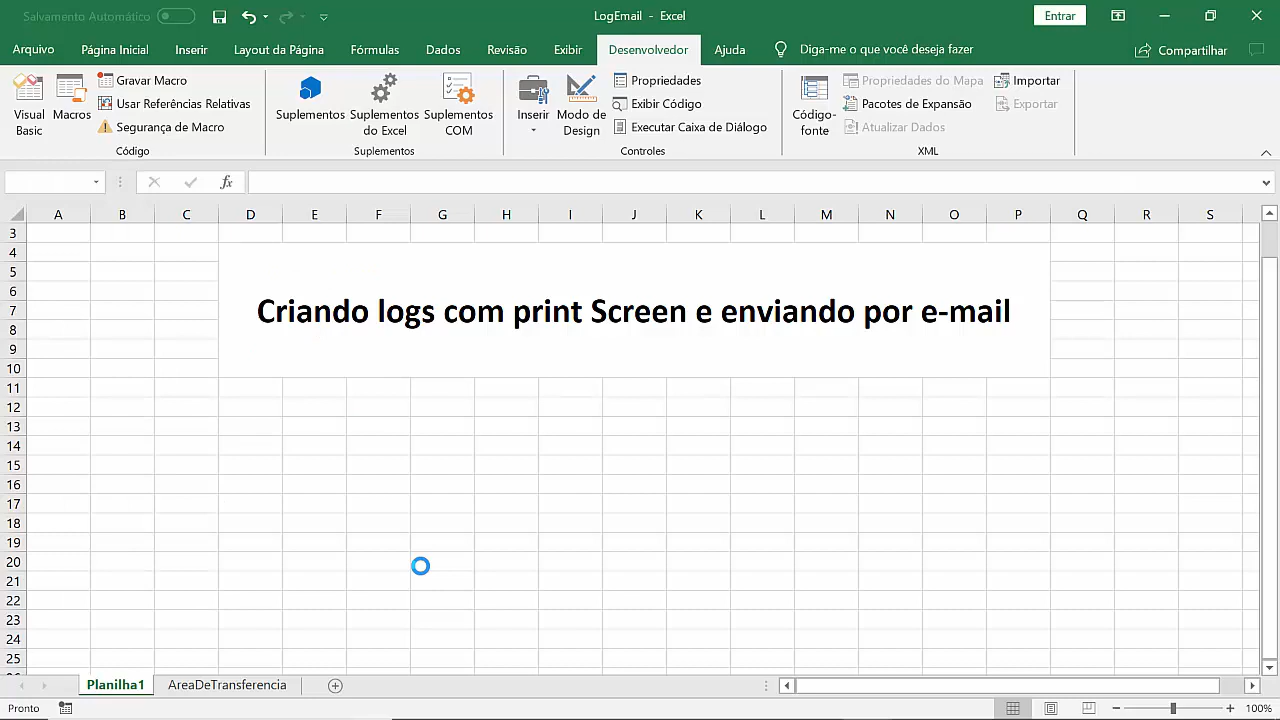 Salvamento Automático
LogEmail - Excel
Entrar
Arquivo Página Inicial Inserir Layout da Página Fórmulas Dados Revisão Exibir Desenvolvedor Ajuda Diga-me o que você deseja fazer Compartilhar
Visual Basic
Macros
Gravar Macro
Usar Referências Relativas
Segurança de Macro
Código
Suplementos
Suplementos do Excel
Suplementos COM
Suplementos
Inserir
Modo de Design
Propriedades
Exibir Código
Executar Caixa de Diálogo
Controles
Código-fonte
Propriedades do Mapa
Pacotes de Expansão
Atualizar Dados
Importar
Exportar
XML
fx
A B C D E F G H I J K L M N O P Q R S
3
4
5
6
7
8
9
10
11
12
13
14
15
16
17
18
19
20
21
22
23
24
25
Criando logs com print Screen e enviando por e-mail
Planilha1 AreaDeTransferencia
Pronto
100%